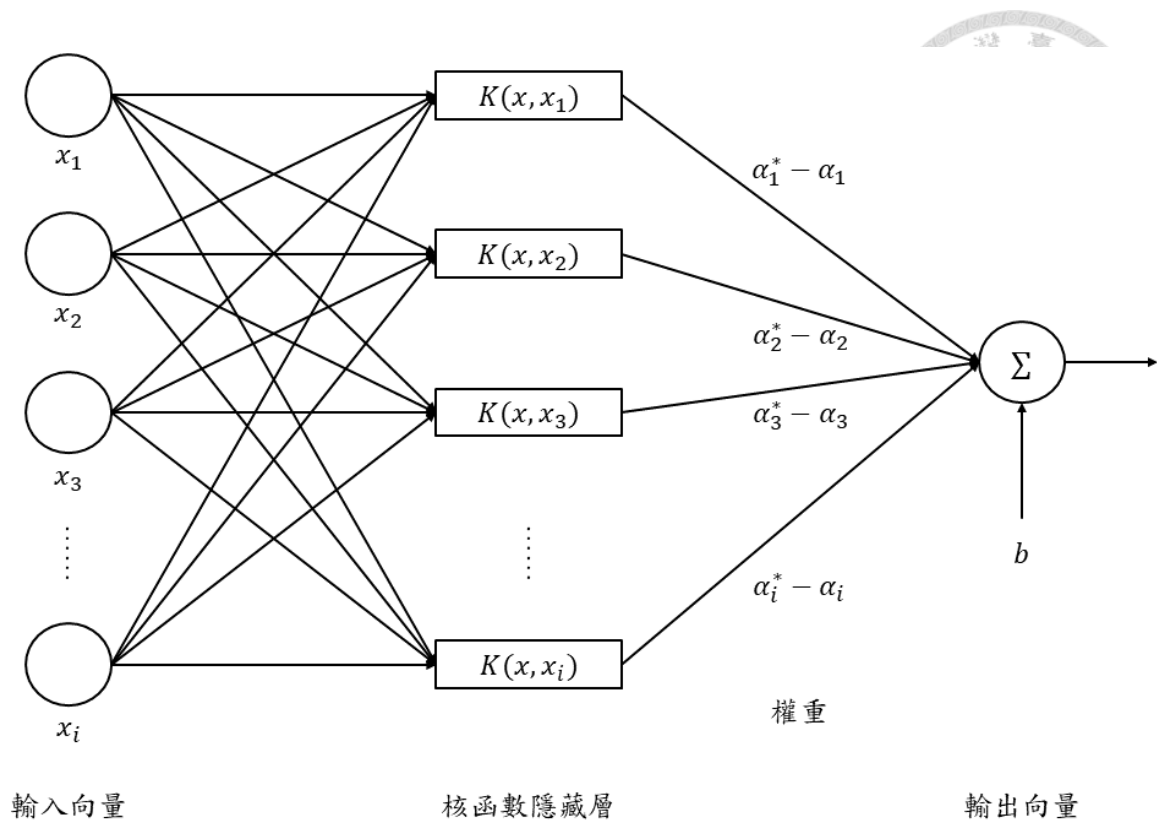 x₁
x₂
x₃
xᵢ
K(x, x₁)
K(x, x₂)
K(x, x₃)
K(x, xᵢ)
α₁* − α₁
α₂* − α₂
α₃* − α₃
αᵢ* − αᵢ
Σ
b
權重
輸入向量
核函數隱藏層
輸出向量